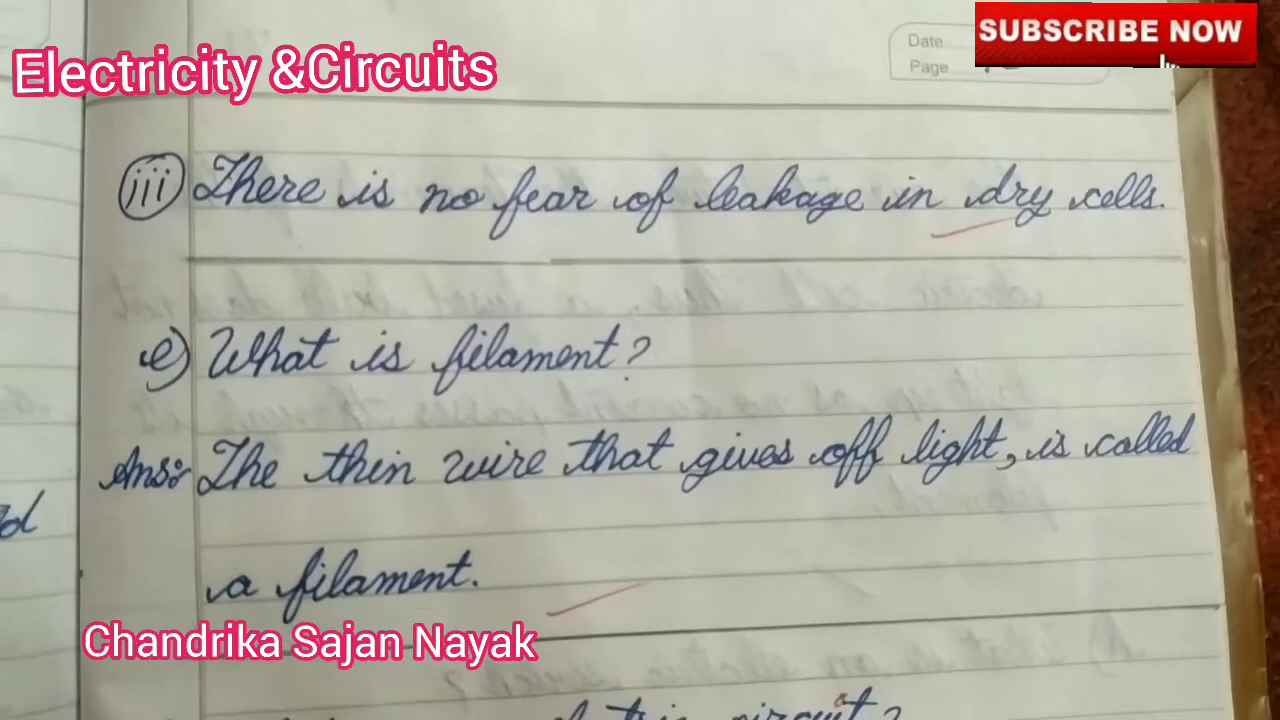 SUBSCRIBE NOW
Electricity &Circuits
Date
Page
iii There is no fear of leakage in dry cells.
e) What is filament?
Ans:- The thin wire that gives off light, is called
a filament.
Chandrika Sajan Nayak
circuit?